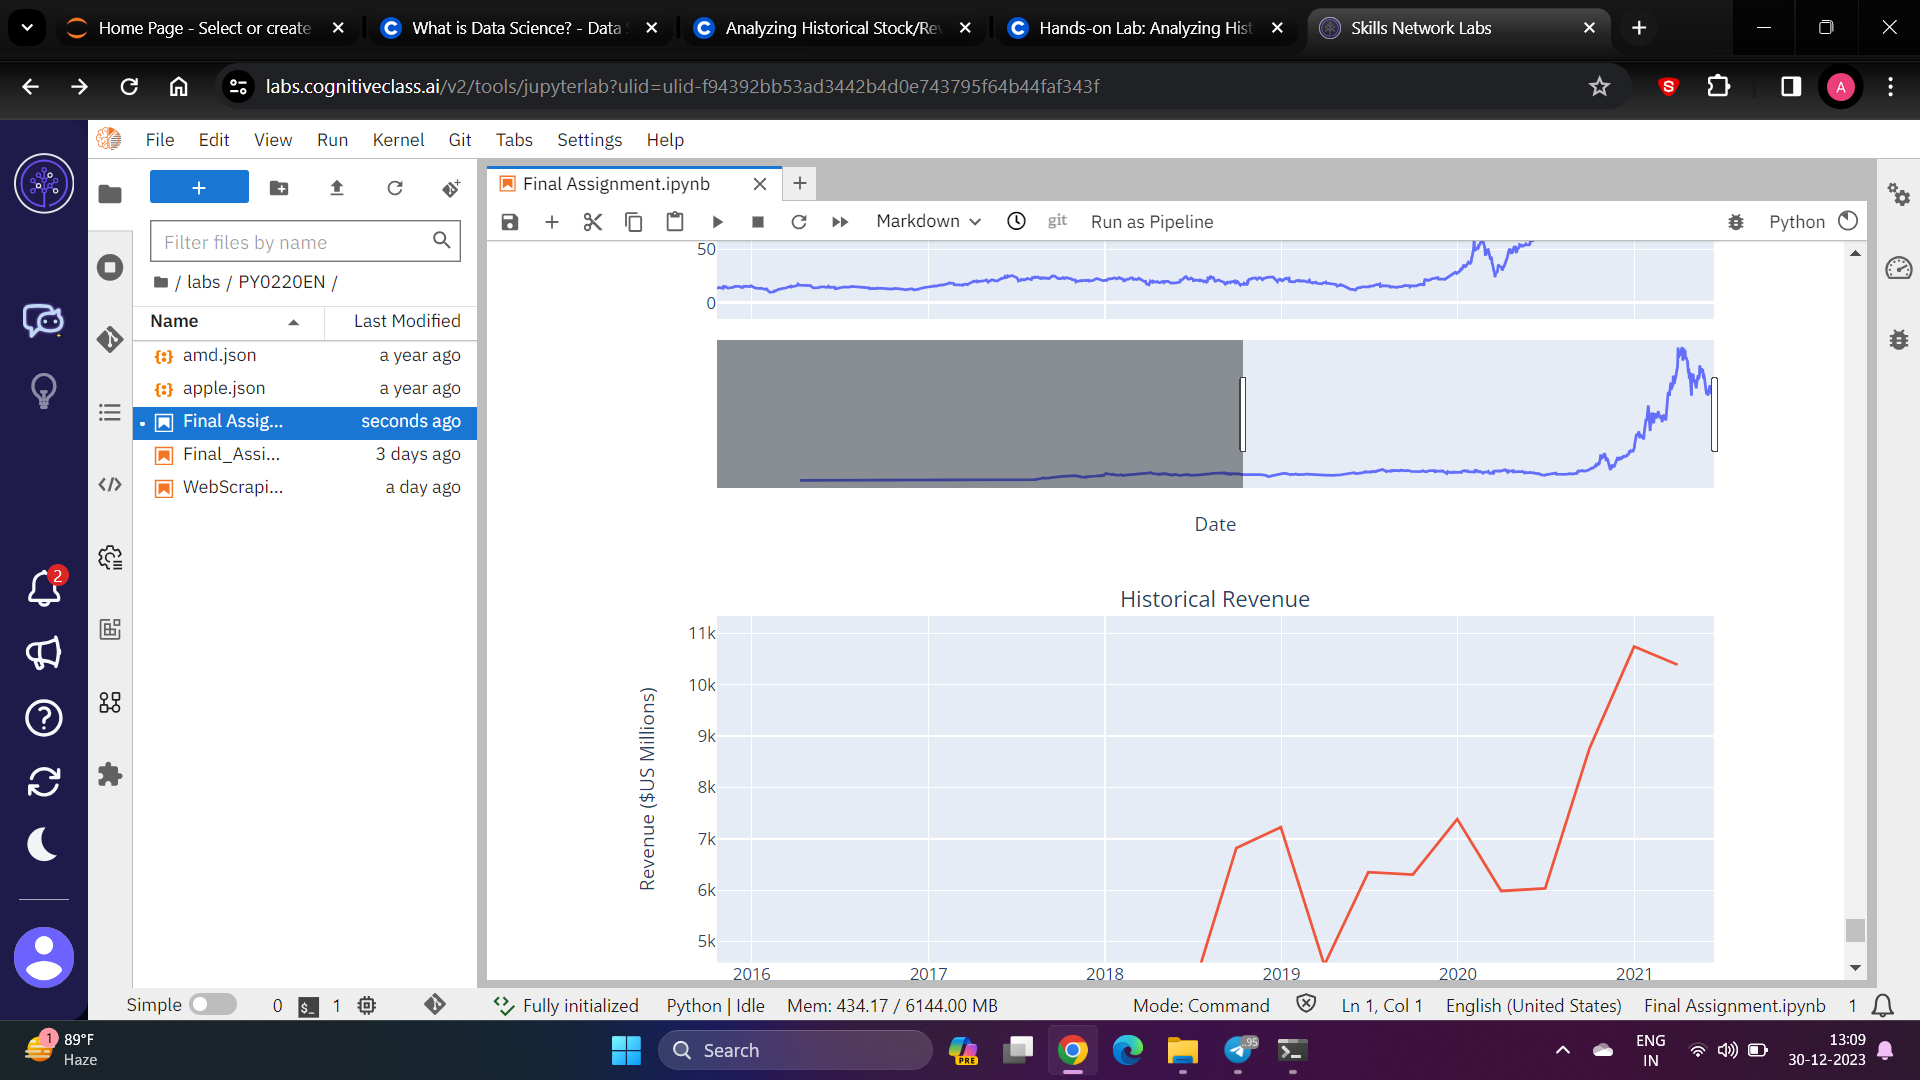 Home Page - Select or create
What is Data Science? - Data S
Analyzing Historical Stock/Rev
Hands-on Lab: Analyzing Hist
Skills Network Labs
labs.cognitiveclass.ai/v2/tools/jupyterlab?ulid=ulid-f94392bb53ad3442b4d0e743795f64b44faf343f
S
A
File Edit View Run Kernel Git Tabs Settings Help
Final Assignment.ipynb
Markdown
git
Run as Pipeline
Python
Filter files by name
/ labs / PY0220EN /
Name
Last Modified
amd.json a year ago
apple.json a year ago
Final Assig... seconds ago
Final_Assi... 3 days ago
WebScrapi... a day ago
2
50
0
Date
Historical Revenue
Revenue ($US Millions)
11k
10k
9k
8k
7k
6k
5k
2016 2017 2018 2019 2020 2021
Simple
0
$_
1
Fully initialized
Python | Idle
Mem: 434.17 / 6144.00 MB
Mode: Command
Ln 1, Col 1
English (United States)
Final Assignment.ipynb
1
1
89°F
Haze
Search
PRE
95
ENG
IN
13:09
30-12-2023